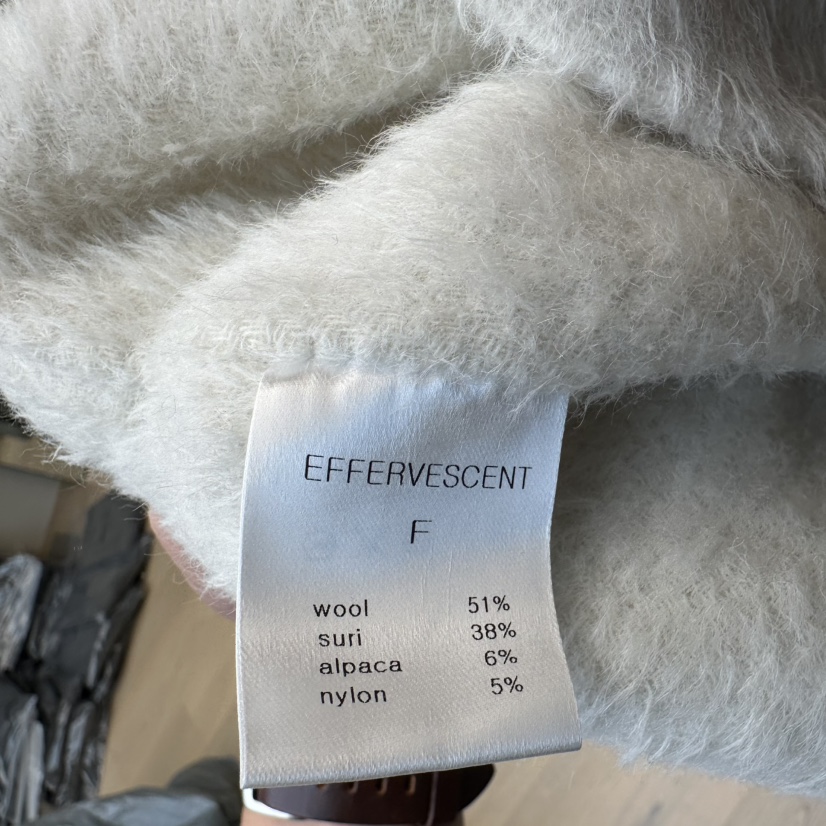 EFFERVESCENT
F
wool 51%
suri 38%
alpaca 6%
nylon 5%